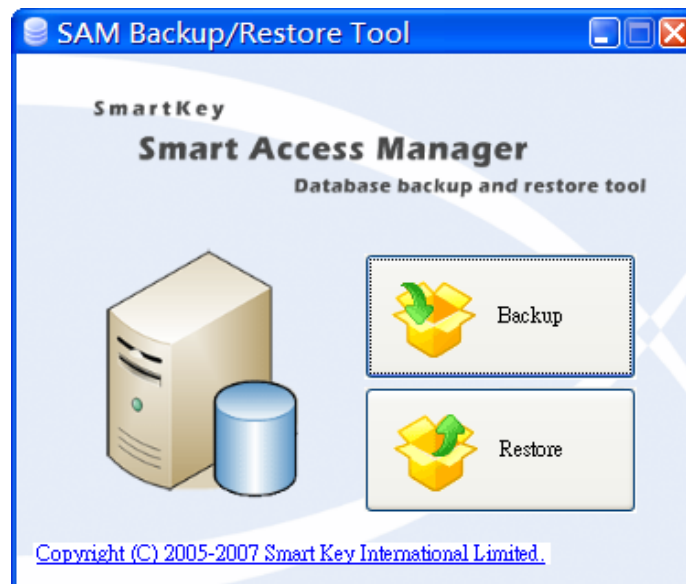 SAM Backup/Restore Tool
SmartKey
Smart Access Manager
Database backup and restore tool
Backup
Restore
Copyright (C) 2005-2007 Smart Key International Limited.